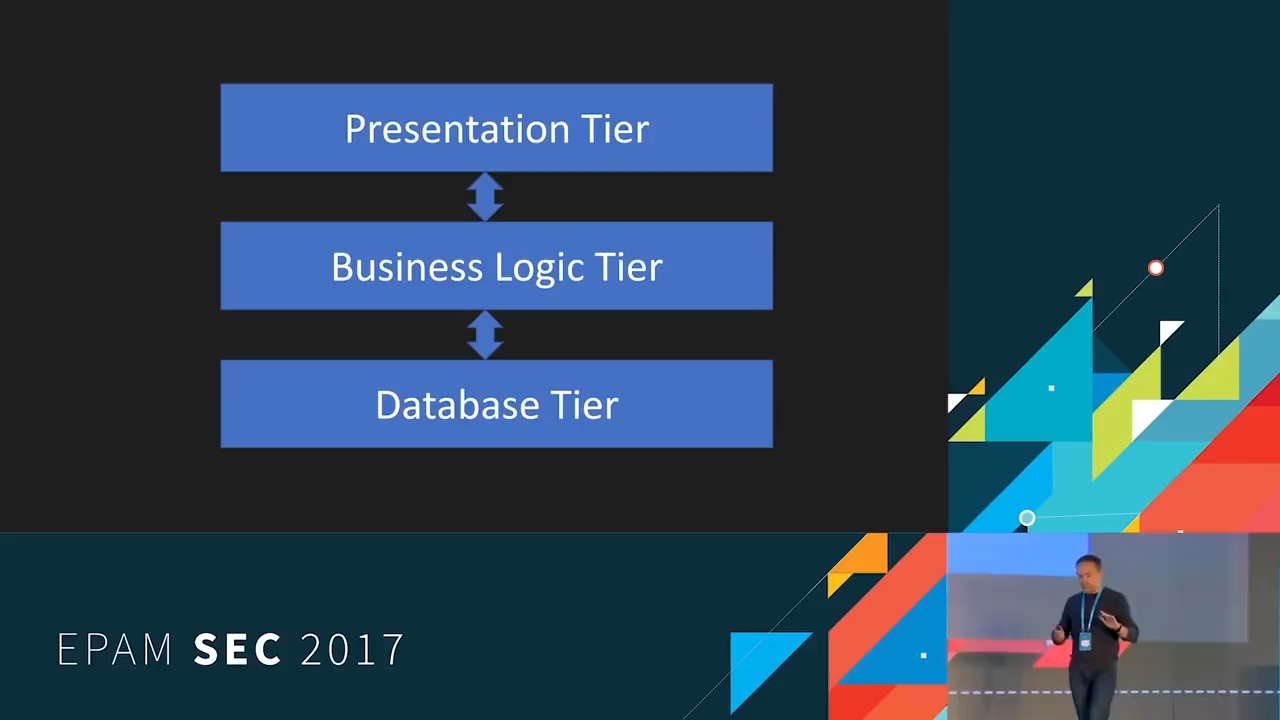 Presentation Tier
Business Logic Tier
Database Tier
EPAM SEC 2017